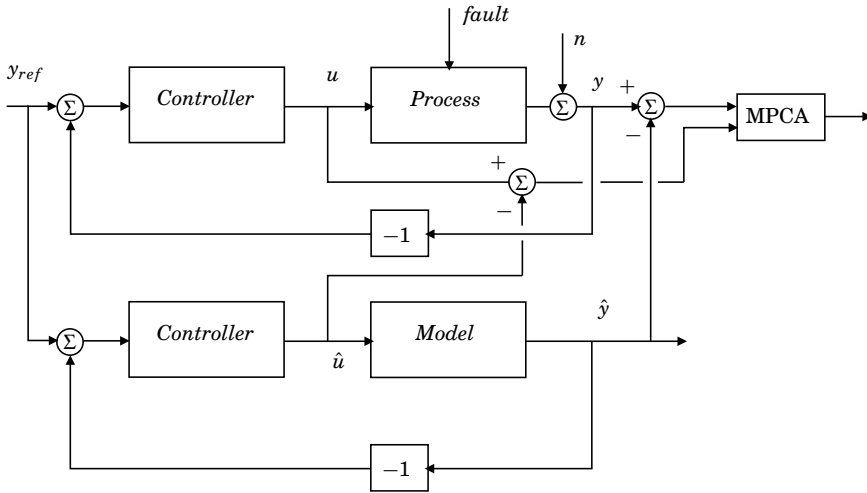 fault
n
y_ref
Σ
Controller
u
Process
Σ
y
+
Σ
−
MPCA
+
Σ
−
−1
Σ
Controller
û
Model
ŷ
−1